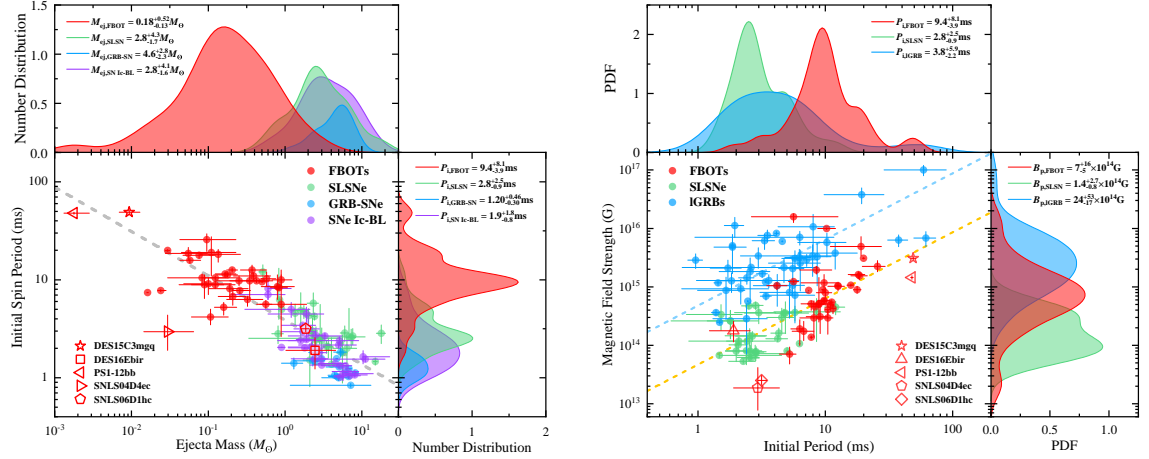 1.5
1.0
0.5
0.0
Number Distribution
M_ej,FBOT = 0.18^{+0.52}_{-0.13} M_⊙
M_ej,SLSN = 2.8^{+4.3}_{-1.7} M_⊙
M_ej,GRB-SN = 4.6^{+2.8}_{-2.3} M_⊙
M_ej,SN Ic-BL = 2.8^{+4.1}_{-1.6} M_⊙
100
10
1
Initial Spin Period (ms)
FBOTs
SLSNe
GRB-SNe
SNe Ic-BL
DES15C3mgq
DES16Ebir
PS1-12bb
SNLS04D4ec
SNLS06D1hc
10^{-3} 10^{-2} 10^{-1} 10^{0} 10^{1} 10^{2}
Ejecta Mass (M_⊙)
P_i,FBOT = 9.4^{+8.1}_{-3.9} ms
P_i,SLSN = 2.8^{+2.5}_{-0.9} ms
P_i,GRB-SN = 1.20^{+0.46}_{-0.30} ms
P_i,SN Ic-BL = 1.9^{+1.8}_{-0.8} ms
0 1 2
Number Distribution
2
1
0
PDF
P_i,FBOT = 9.4^{+8.1}_{-3.9} ms
P_i,SLSN = 2.8^{+2.5}_{-0.9} ms
P_i,lGRB = 3.8^{+5.9}_{-2.2} ms
10^{17}
10^{16}
10^{15}
10^{14}
10^{13}
Magnetic Field Strength (G)
FBOTs
SLSNe
lGRBs
DES15C3mgq
DES16Ebir
PS1-12bb
SNLS04D4ec
SNLS06D1hc
1 10 100
Initial Period (ms)
B_p,FBOT = 7^{+16}_{-5} ×10^{14}G
B_p,SLSN = 1.4 ×10^{14}G
B_p,lGRB = 24 ×10^{14}G
0.0 0.5 1.0
PDF